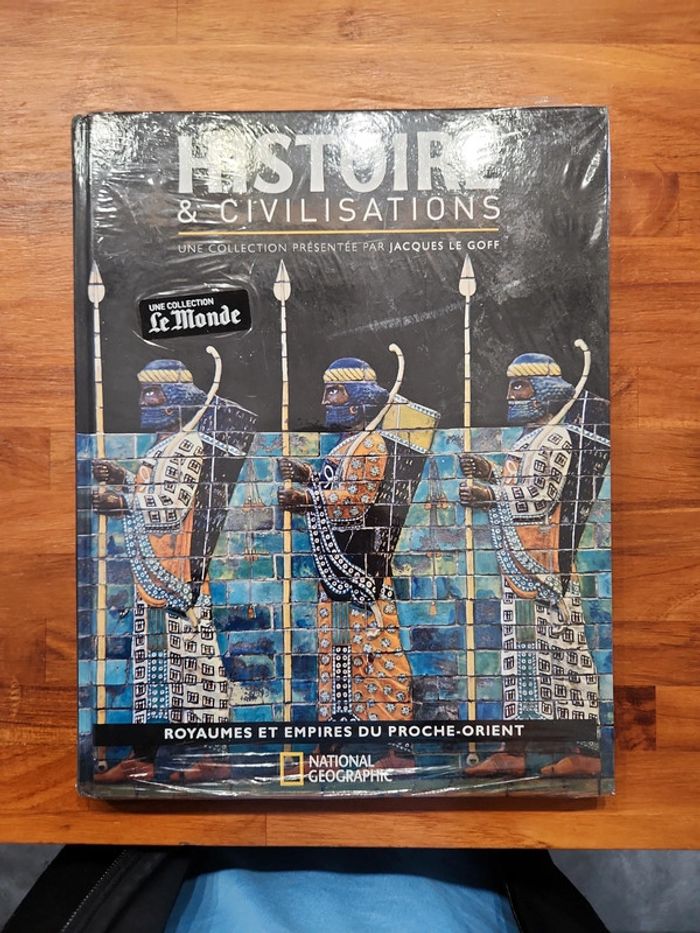 HISTOIRE
& CIVILISATIONS
UNE COLLECTION PRÉSENTÉE PAR JACQUES LE GOFF
UNE COLLECTION
Le Monde
ROYAUMES ET EMPIRES DU PROCHE-ORIENT
NATIONAL
GEOGRAPHIC